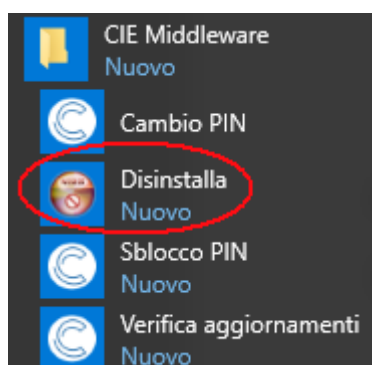 CIE Middleware
Nuovo
Cambio PIN
Disinstalla
Nuovo
Sblocco PIN
Nuovo
Verifica aggiornamenti
Nuovo